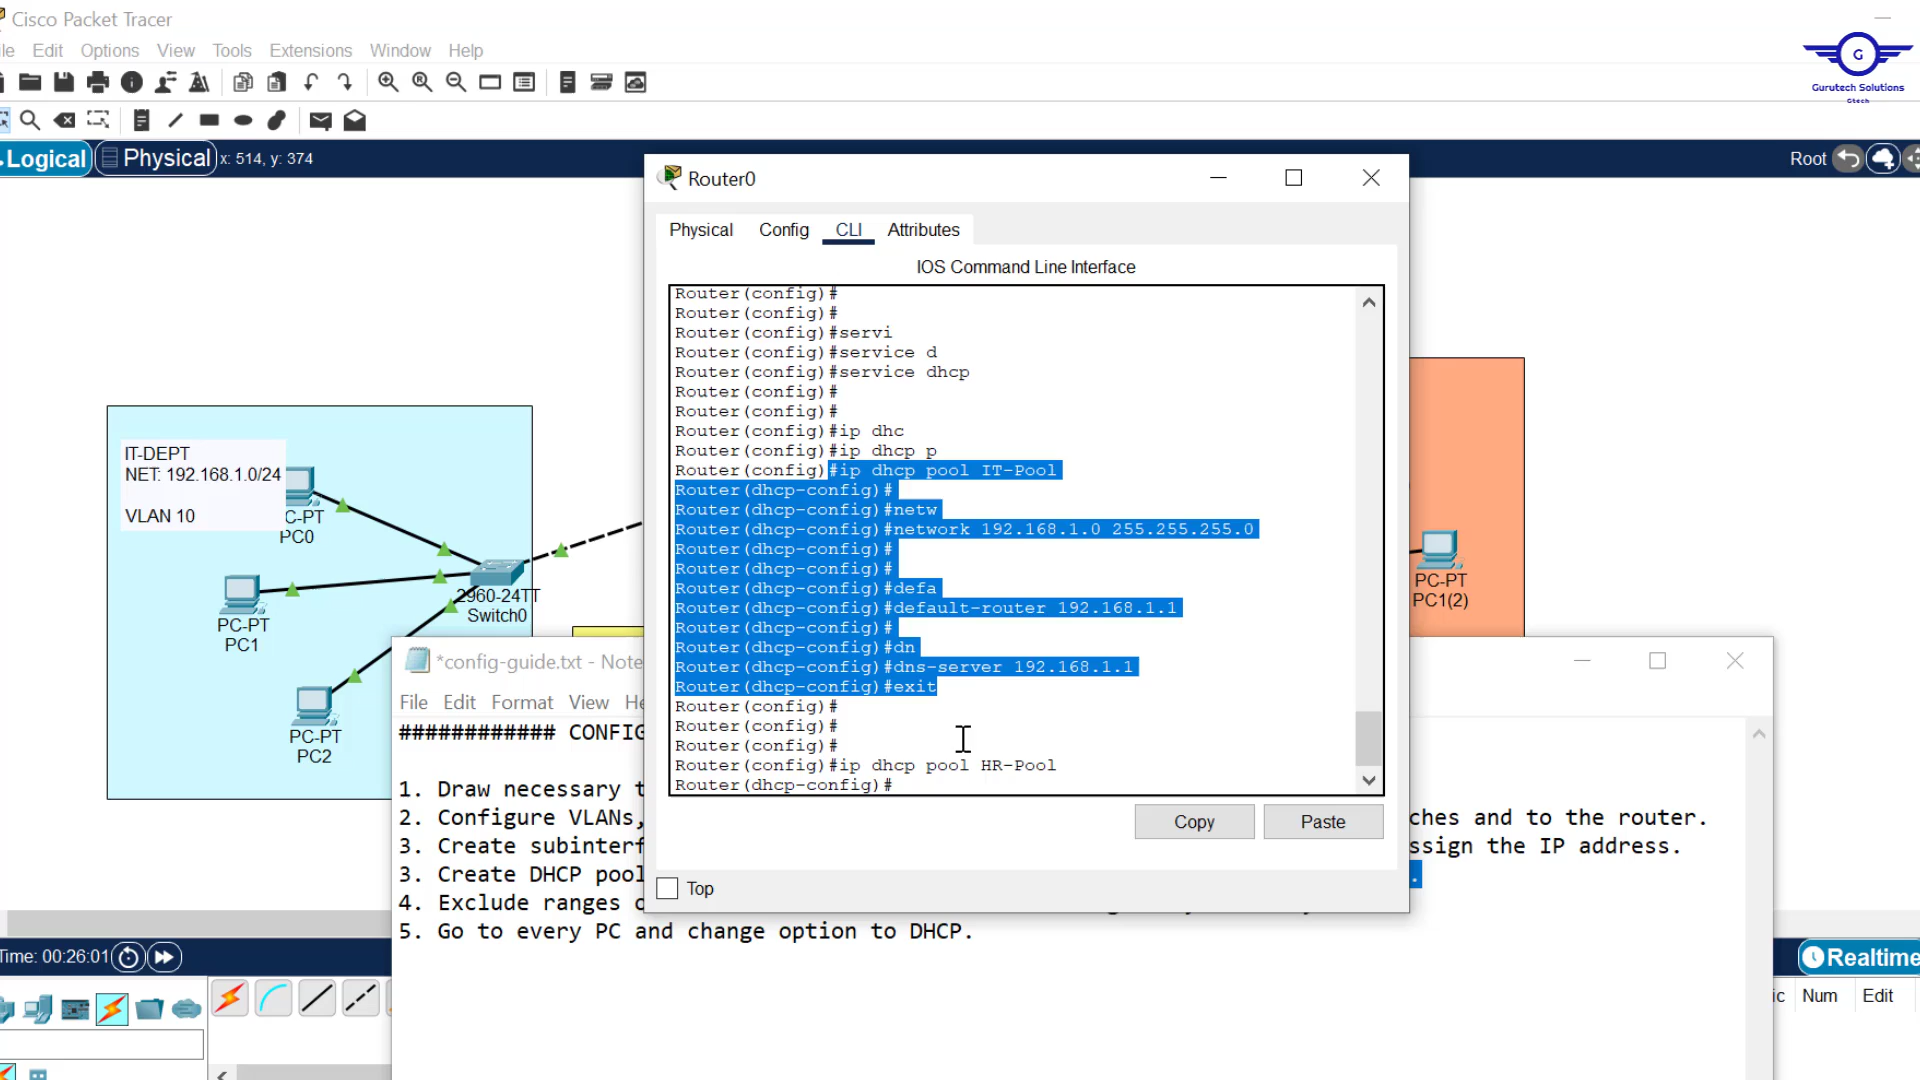 Cisco Packet Tracer
Edit Options View Tools Extensions Window Help
G
Gurutech Solutions
Gtech
Logical Physical x: 514, y: 374
Root
Router0
Physical Config CLI Attributes
IOS Command Line Interface
Router(config)#
Router(config)#
Router(config)#servi
Router(config)#service d
Router(config)#service dhcp
Router(config)#
Router(config)#
Router(config)#ip dhc
Router(config)#ip dhcp p
Router(config)#ip dhcp pool IT-Pool
Router(dhcp-config)#
Router(dhcp-config)#netw
Router(dhcp-config)#network 192.168.1.0 255.255.255.0
Router(dhcp-config)#
Router(dhcp-config)#
Router(dhcp-config)#defa
Router(dhcp-config)#default-router 192.168.1.1
Router(dhcp-config)#
Router(dhcp-config)#dn
Router(dhcp-config)#dns-server 192.168.1.1
Router(dhcp-config)#exit
Router(config)#
Router(config)#
Router(config)#
Router(config)#ip dhcp pool HR-Pool
Router(dhcp-config)#
Copy Paste
Top
IT-DEPT
NET: 192.168.1.0/24
VLAN 10
C-PT
PC0
PC-PT
PC1
PC-PT
PC2
2960-24TT
Switch0
PC-PT
PC1(2)
*config-guide.txt - Note
File Edit Format View He
############ CONFIG
1. Draw necessary t
2. Configure VLANs, ches and to the router.
3. Create subinterf ssign the IP address.
3. Create DHCP pool .
4. Exclude ranges
5. Go to every PC and change option to DHCP.
Time: 00:26:01
Realtime
ic Num Edit